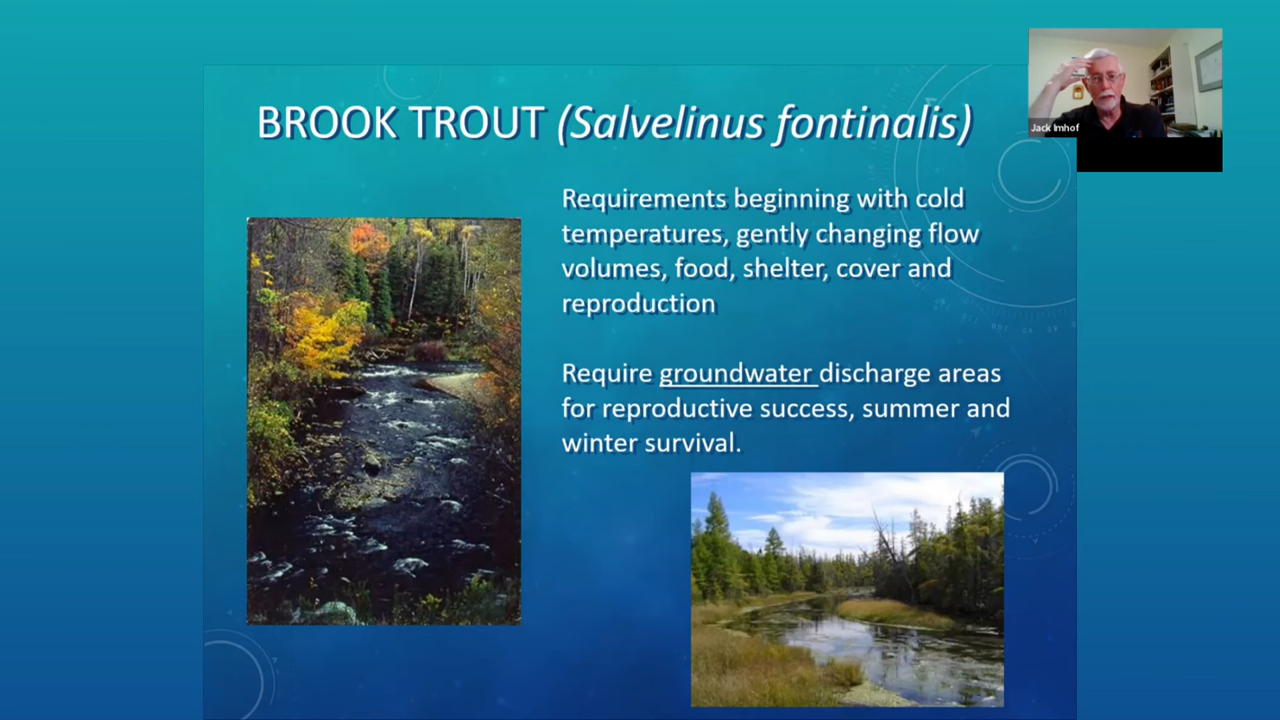 BROOK TROUT (Salvelinus fontinalis)
Jack Imhof
Requirements beginning with cold
temperatures, gently changing flow
volumes, food, shelter, cover and
reproduction
Require groundwater discharge areas
for reproductive success, summer and
winter survival.